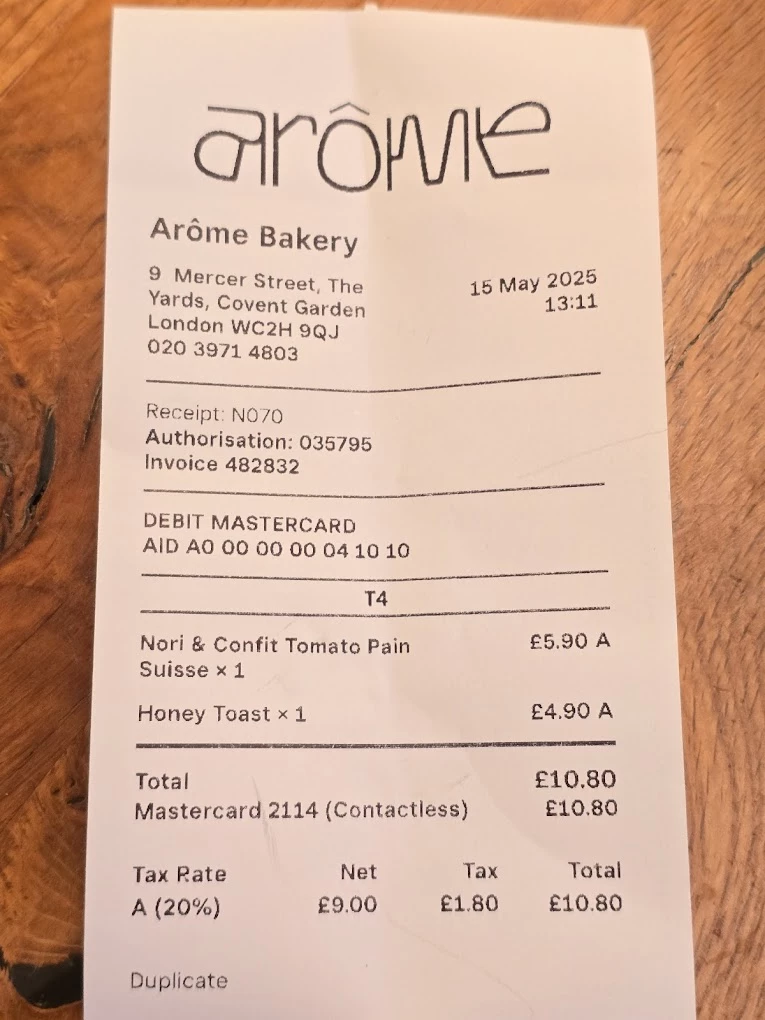 arôme
Arôme Bakery
9 Mercer Street, The
Yards, Covent Garden
London WC2H 9QJ
020 3971 4803
15 May 2025
13:11
Receipt: N070
Authorisation: 035795
Invoice 482832
DEBIT MASTERCARD
AID A0 00 00 00 04 10 10
T4
Nori & Confit Tomato Pain £5.90 A
Suisse × 1
Honey Toast × 1 £4.90 A
Total £10.80
Mastercard 2114 (Contactless) £10.80
Tax Rate Net Tax Total
A (20%) £9.00 £1.80 £10.80
Duplicate